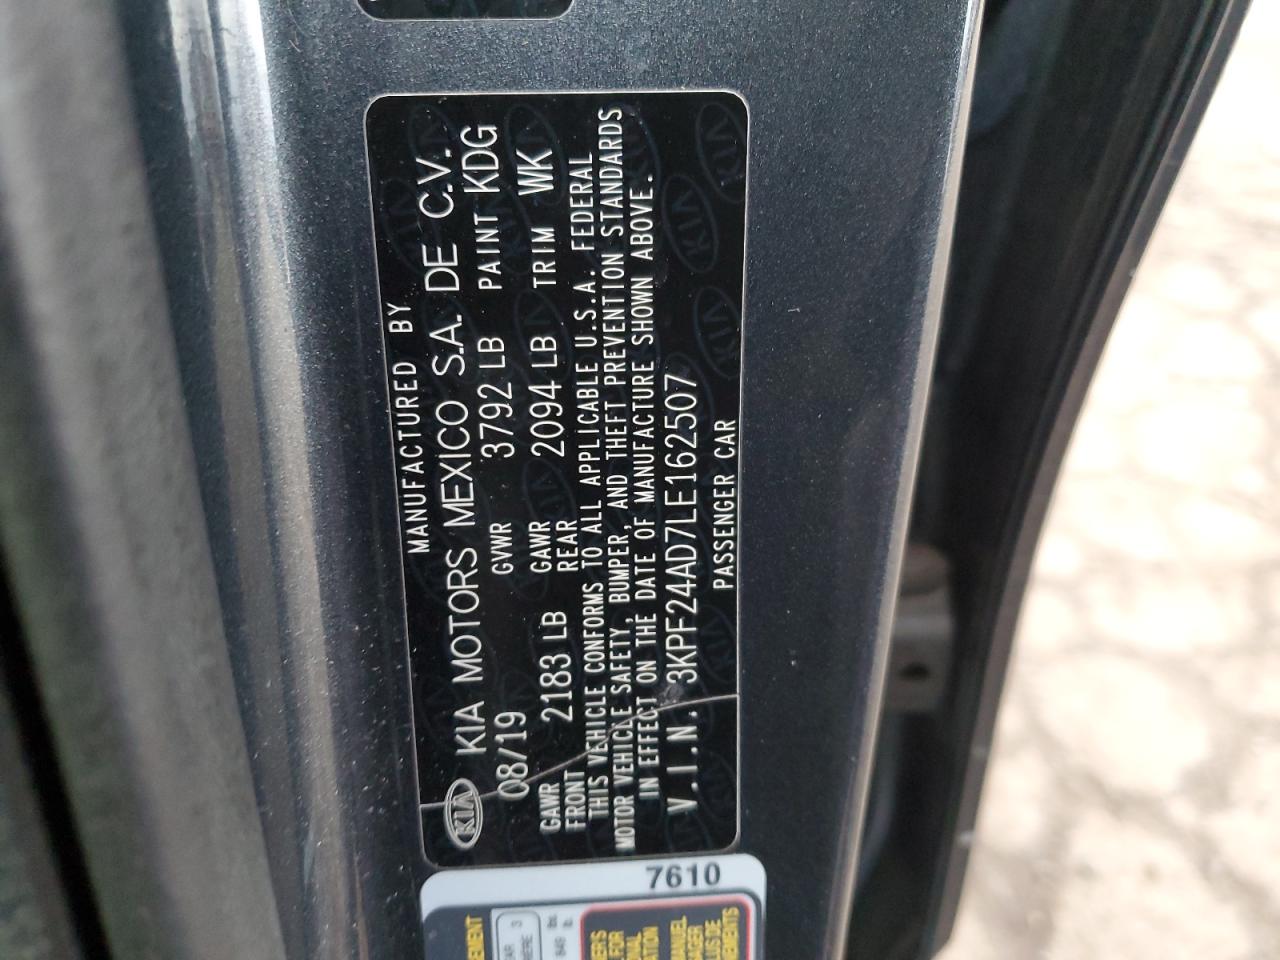 MANUFACTURED BY
KIA KIA MOTORS MEXICO S.A. DE C.V.
08/19 GVWR 3792 LB PAINT KDG
GAWR FRONT 2183 LB GAWR REAR 2094 LB TRIM WK
THIS VEHICLE CONFORMS TO ALL APPLICABLE U.S.A. FEDERAL
MOTOR VEHICLE SAFETY, BUMPER, AND THEFT PREVENTION STANDARDS
IN EFFECT ON THE DATE OF MANUFACTURE SHOWN ABOVE.
V.I.N. 3KPF24AD7LE162507
PASSENGER CAR
7610